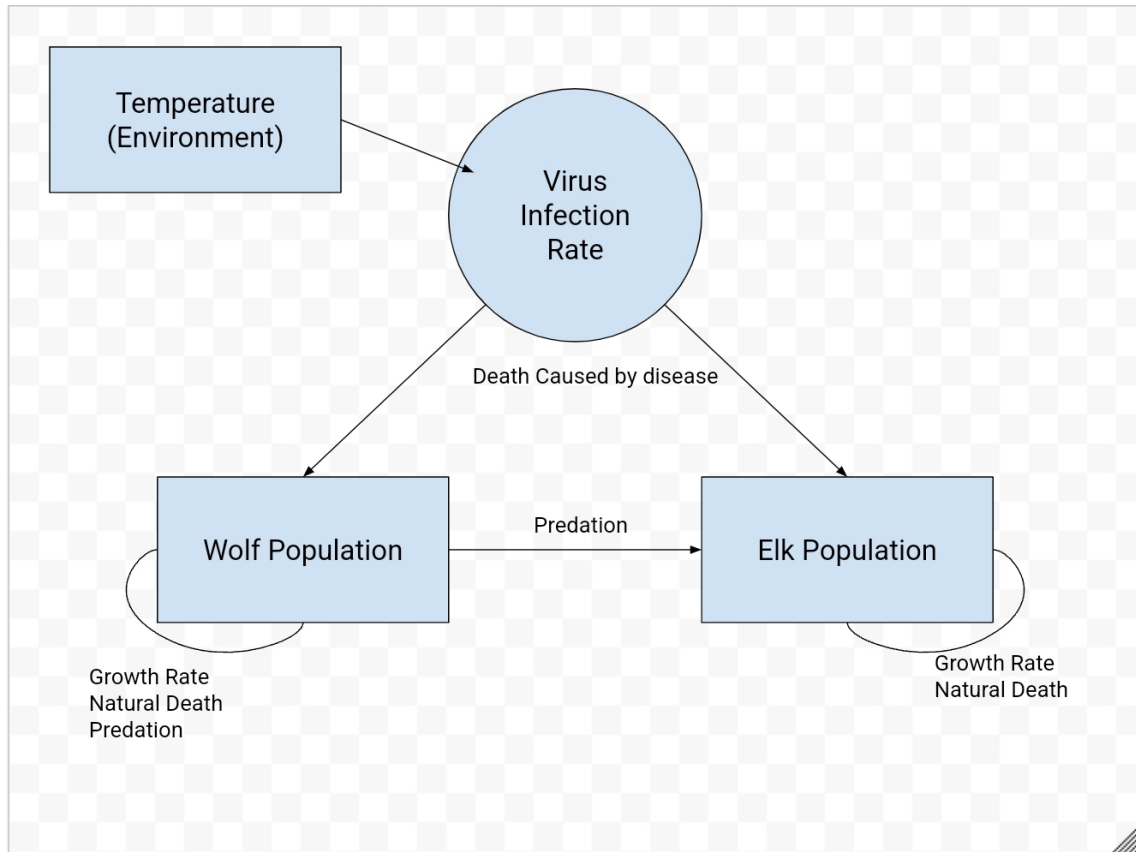 Temperature
(Environment)
Virus
Infection
Rate
Death Caused by disease
Wolf Population
Predation
Elk Population
Growth Rate
Natural Death
Predation
Growth Rate
Natural Death